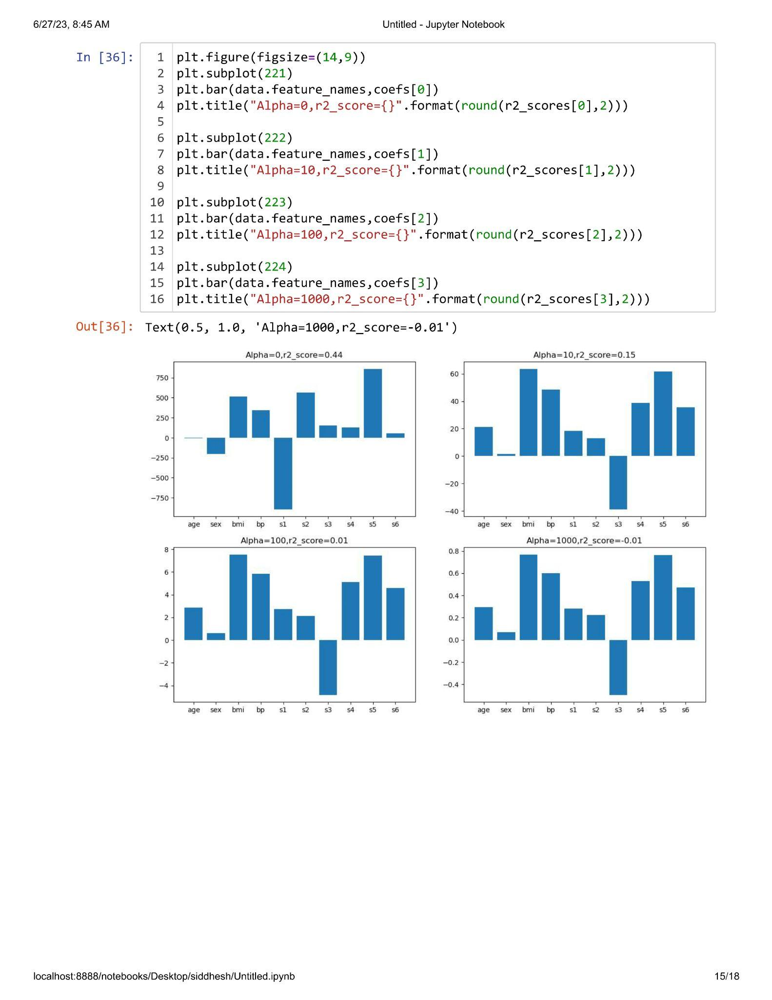 6/27/23, 8:45 AM
Untitled - Jupyter Notebook
In [36]:
1 plt.figure(figsize=(14,9))
2 plt.subplot(221)
3 plt.bar(data.feature_names,coefs[0])
4 plt.title("Alpha=0,r2_score={}".format(round(r2_scores[0],2)))
5
6 plt.subplot(222)
7 plt.bar(data.feature_names,coefs[1])
8 plt.title("Alpha=10,r2_score={}".format(round(r2_scores[1],2)))
9
10 plt.subplot(223)
11 plt.bar(data.feature_names,coefs[2])
12 plt.title("Alpha=100,r2_score={}".format(round(r2_scores[2],2)))
13
14 plt.subplot(224)
15 plt.bar(data.feature_names,coefs[3])
16 plt.title("Alpha=1000,r2_score={}".format(round(r2_scores[3],2)))
Out[36]: Text(0.5, 1.0, 'Alpha=1000,r2_score=-0.01')
Alpha=0,r2_score=0.44
750
500
250
0
−250
−500
−750
age sex bmi bp s1 s2 s3 s4 s5 s6
Alpha=10,r2_score=0.15
60
40
20
0
−20
−40
age sex bmi bp s1 s2 s3 s4 s5 s6
Alpha=100,r2_score=0.01
8
6
4
2
0
−2
−4
age sex bmi bp s1 s2 s3 s4 s5 s6
Alpha=1000,r2_score=-0.01
0.8
0.6
0.4
0.2
0.0
−0.2
−0.4
age sex bmi bp s1 s2 s3 s4 s5 s6
localhost:8888/notebooks/Desktop/siddhesh/Untitled.ipynb
15/18